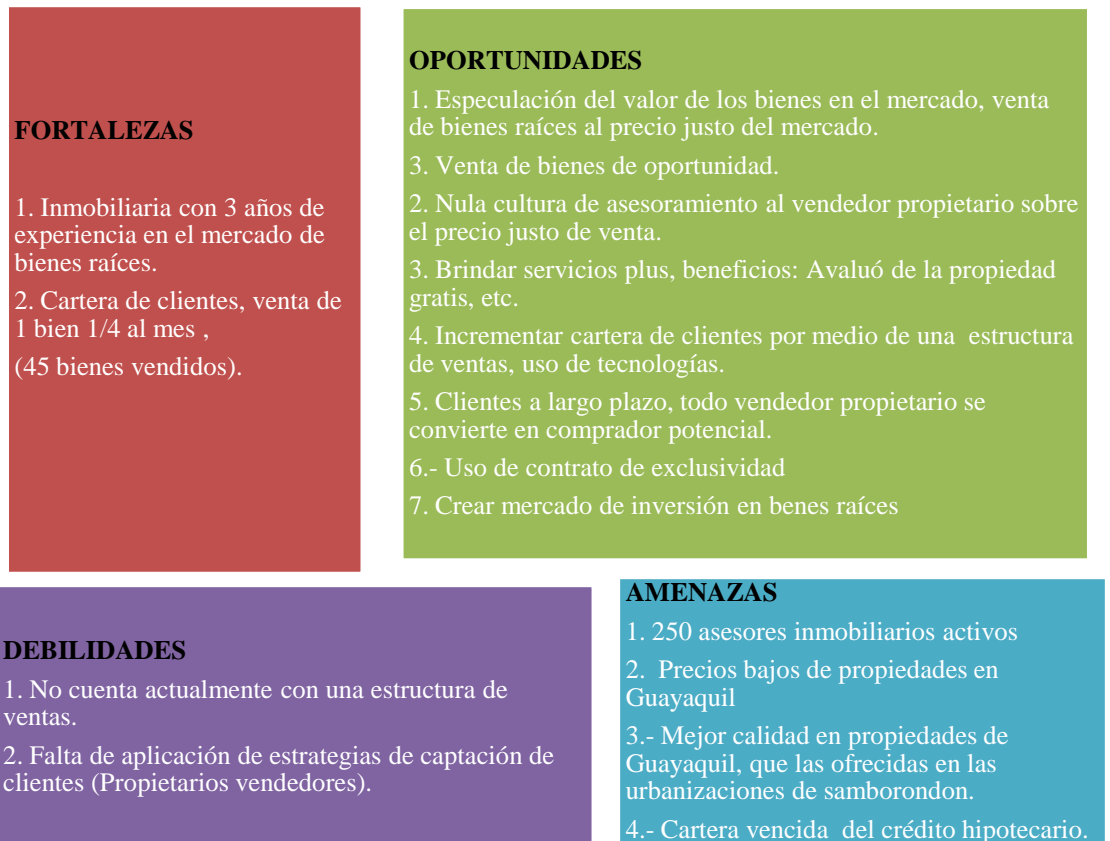 FORTALEZAS
1. Inmobiliaria con 3 años de
experiencia en el mercado de
bienes raíces.
2. Cartera de clientes, venta de
1 bien 1/4 al mes ,
(45 bienes vendidos).
OPORTUNIDADES
1. Especulación del valor de los bienes en el mercado, venta
de bienes raíces al precio justo del mercado.
3. Venta de bienes de oportunidad.
2. Nula cultura de asesoramiento al vendedor propietario sobre
el precio justo de venta.
3. Brindar servicios plus, beneficios: Avaluó de la propiedad
gratis, etc.
4. Incrementar cartera de clientes por medio de una estructura
de ventas, uso de tecnologías.
5. Clientes a largo plazo, todo vendedor propietario se
convierte en comprador potencial.
6.- Uso de contrato de exclusividad
7. Crear mercado de inversión en benes raíces
DEBILIDADES
1. No cuenta actualmente con una estructura de
ventas.
2. Falta de aplicación de estrategias de captación de
clientes (Propietarios vendedores).
AMENAZAS
1. 250 asesores inmobiliarios activos
2. Precios bajos de propiedades en
Guayaquil
3.- Mejor calidad en propiedades de
Guayaquil, que las ofrecidas en las
urbanizaciones de samborondon.
4.- Cartera vencida del crédito hipotecario.